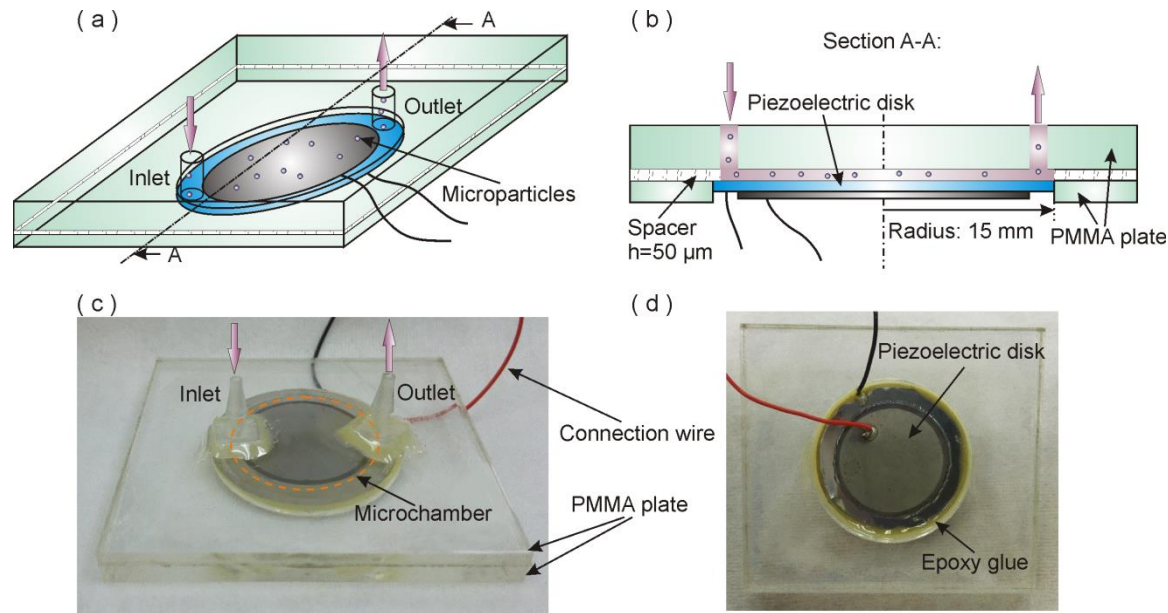 ( a )
A
Outlet
Inlet
Microparticles
A
( b )
Section A-A:
Piezoelectric disk
Spacer
h=50 µm
Radius: 15 mm
PMMA plate
( c )
Inlet
Outlet
Connection wire
Microchamber
PMMA plate
( d )
Piezoelectric disk
Epoxy glue